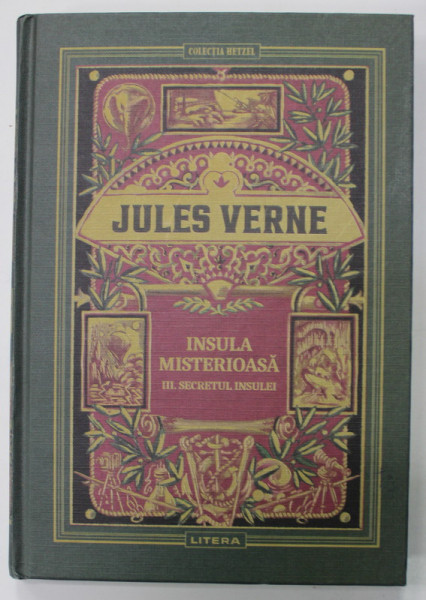 COLECȚIA HETZEL
JULES VERNE
INSULA
MISTERIOASĂ
III. SECRETUL INSULEI
LITERA